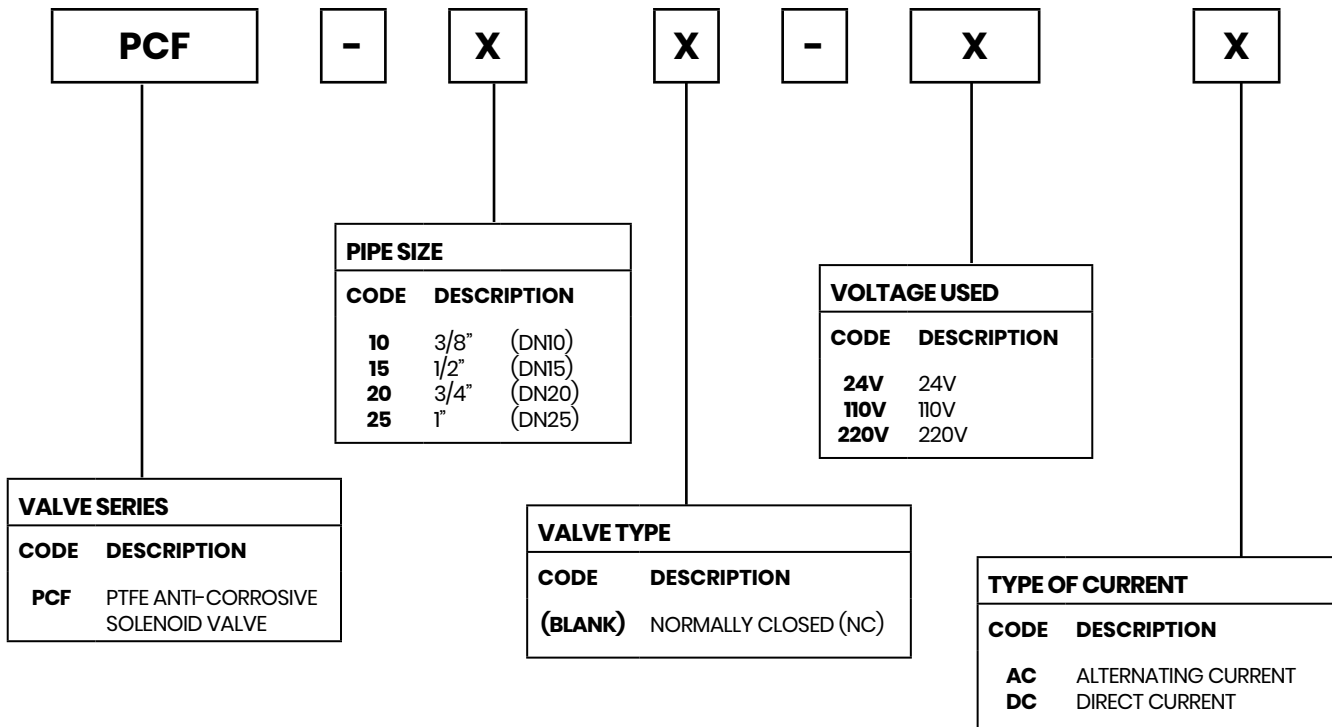 PCF - X X - X X
PIPE SIZE
CODE DESCRIPTION
10 3/8” (DN10)
15 1/2” (DN15)
20 3/4” (DN20)
25 1” (DN25)
VOLTAGE USED
CODE DESCRIPTION
24V 24V
110V 110V
220V 220V
VALVE SERIES
CODE DESCRIPTION
PCF PTFE ANTI-CORROSIVE
SOLENOID VALVE
VALVE TYPE
CODE DESCRIPTION
(BLANK) NORMALLY CLOSED (NC)
TYPE OF CURRENT
CODE DESCRIPTION
AC ALTERNATING CURRENT
DC DIRECT CURRENT